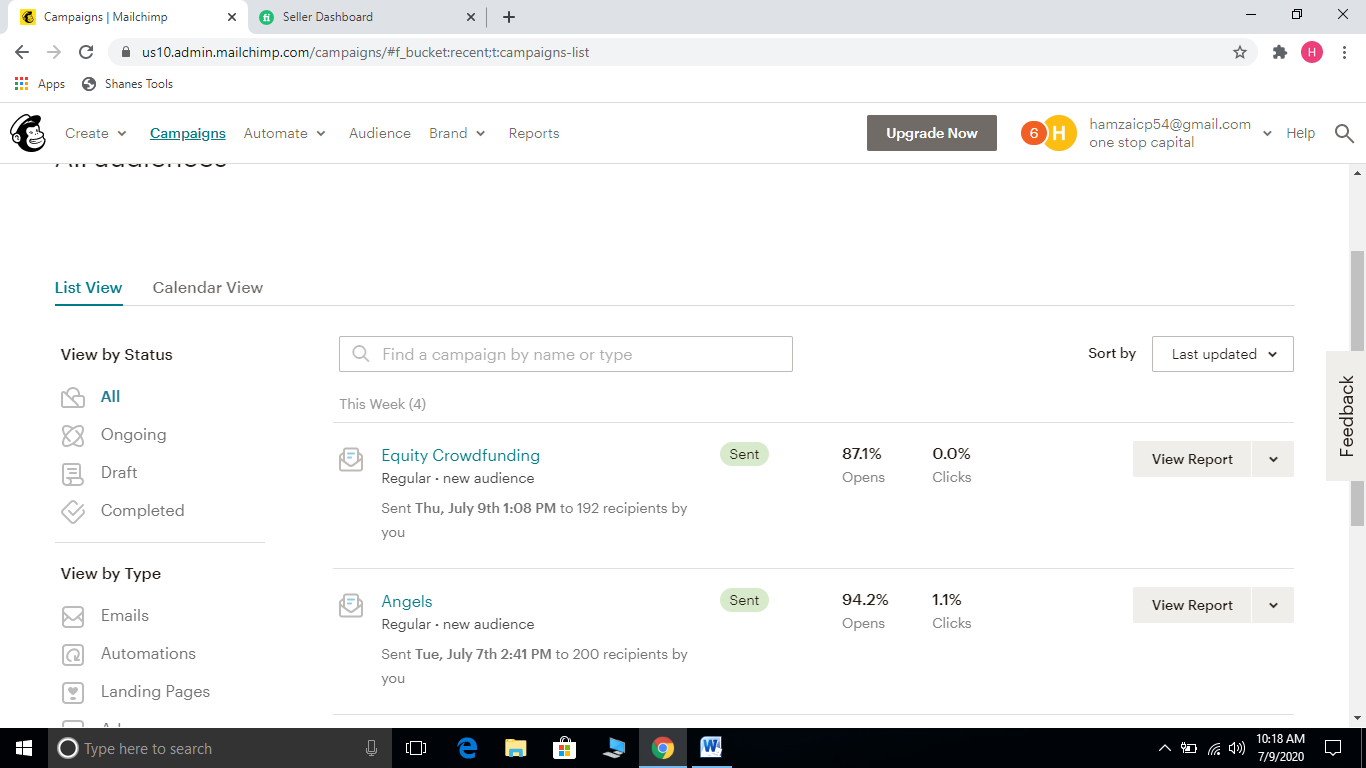 Campaigns | Mailchimp
Seller Dashboard
us10.admin.mailchimp.com/campaigns/#f_bucket:recent;t:campaigns-list
H
Apps
Shanes Tools
Create
Campaigns
Automate
Audience
Brand
Reports
Upgrade Now
6
H
hamzaicp54@gmail.com
one stop capital
Help
All audiences
List View
Calendar View
View by Status
All
Ongoing
Draft
Completed
View by Type
Emails
Automations
Landing Pages
Find a campaign by name or type
Sort by
Last updated
This Week (4)
Equity Crowdfunding
Regular · new audience
Sent Thu, July 9th 1:08 PM to 192 recipients by
you
Sent
87.1%
Opens
0.0%
Clicks
View Report
Angels
Regular · new audience
Sent Tue, July 7th 2:41 PM to 200 recipients by
you
Sent
94.2%
Opens
1.1%
Clicks
View Report
Feedback
Type here to search
10:18 AM
7/9/2020